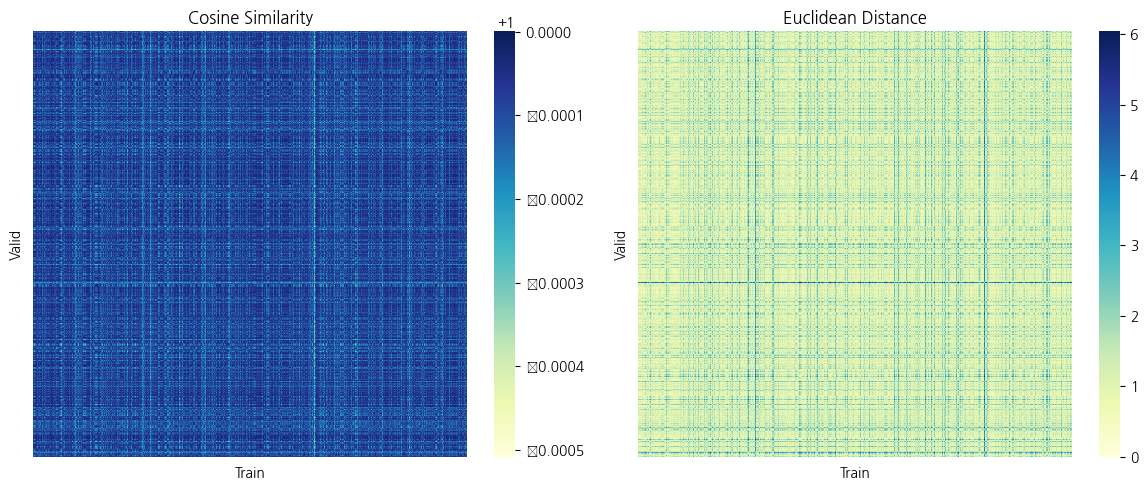 Cosine Similarity
+1
0.0000
0.0001
0.0002
0.0003
0.0004
0.0005
Valid
Train
Euclidean Distance
6
5
4
3
2
1
0
Valid
Train